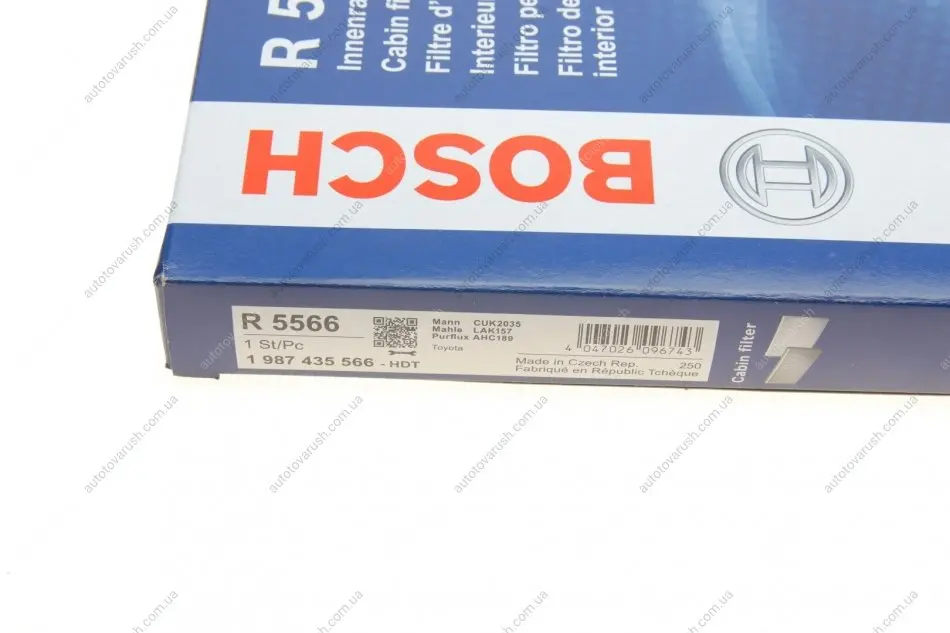 R 5
Innenra
Cabin fi
Filtre d'
Interieu
Filtro pe
Filtro de
interior
BOSCH
R 5566
1 St/Pc
1 987 435 566 - HDT
Mann CUK2035
Mahle LAK157
Purflux AHC189
Toyota
4 047026 096743
Made in Czech Rep. 250
Fabriqué en République Tchèque
Cabin filter
autotovarush.com.ua